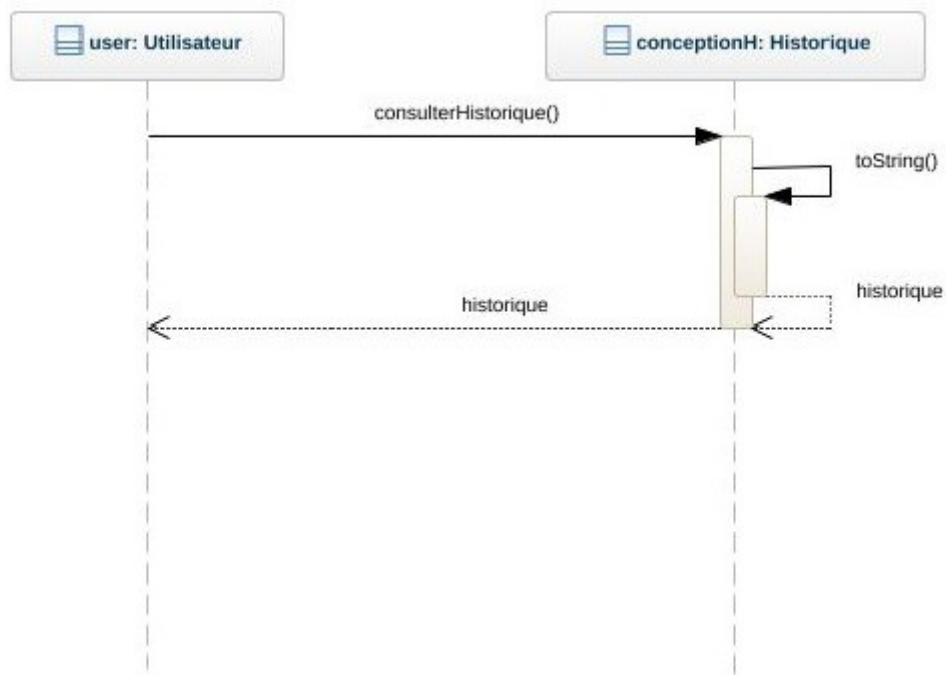 user: Utilisateur
conceptionH: Historique
consulterHistorique()
toString()
historique
historique